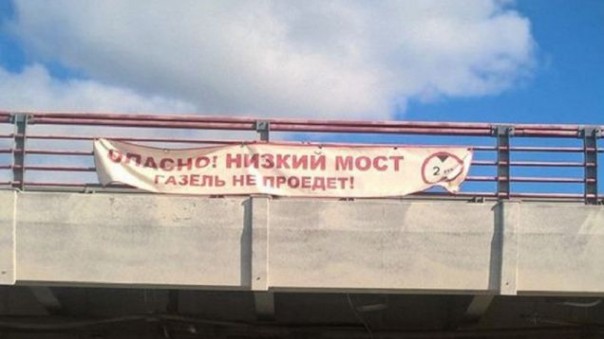 ОПАСНО! НИЗКИЙ МОСТ
ГАЗЕЛЬ НЕ ПРОЕДЕТ!